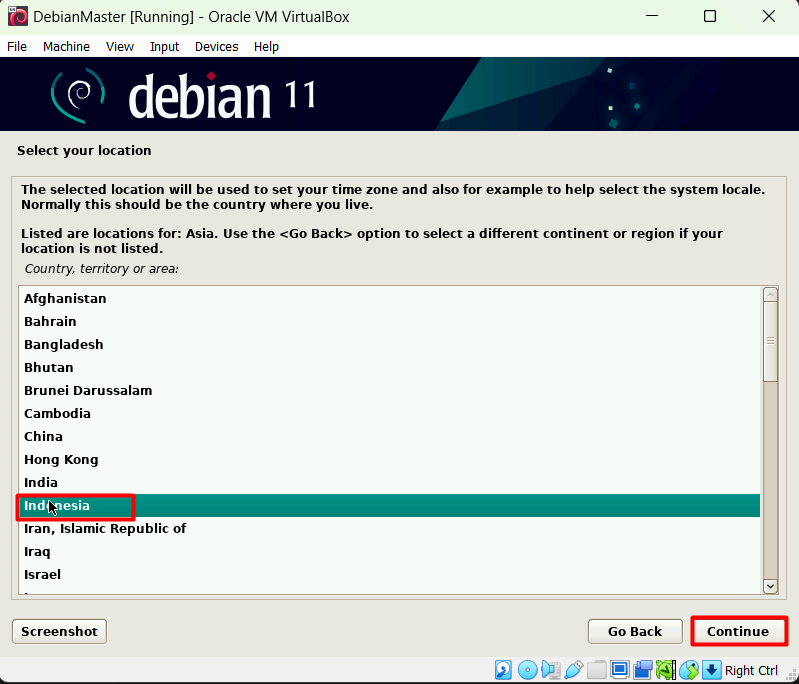 DebianMaster [Running] - Oracle VM VirtualBox
File Machine View Input Devices Help
debian 11
Select your location
The selected location will be used to set your time zone and also for example to help select the system locale.
Normally this should be the country where you live.
Listed are locations for: Asia. Use the <Go Back> option to select a different continent or region if your
location is not listed.
Country, territory or area:
Afghanistan
Bahrain
Bangladesh
Bhutan
Brunei Darussalam
Cambodia
China
Hong Kong
India
Indonesia
Iran, Islamic Republic of
Iraq
Israel
Screenshot Go Back Continue
Right Ctrl